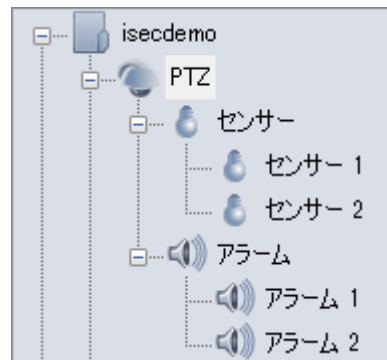 isecdemo
PTZ
センサー
センサー 1
センサー 2
アラーム
アラーム 1
アラーム 2